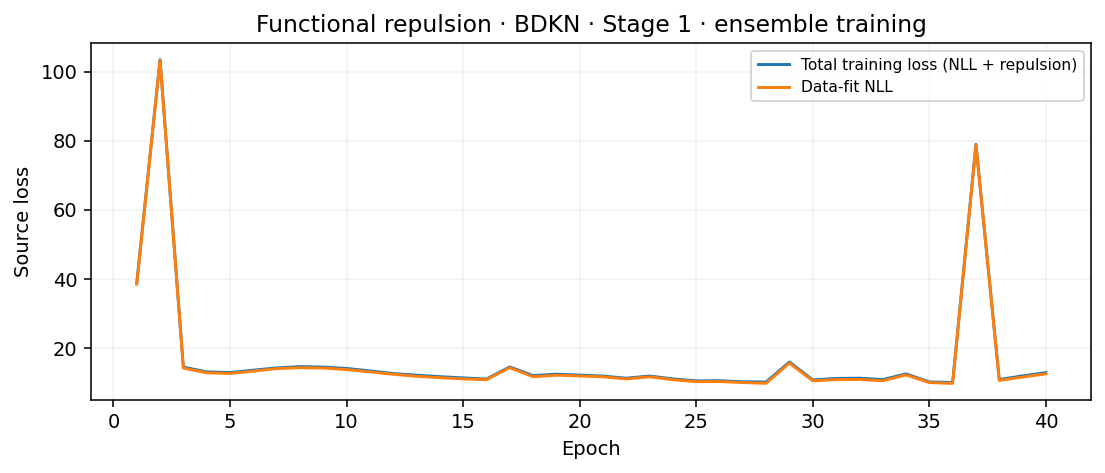 Functional repulsion · BDKN · Stage 1 · ensemble training
Total training loss (NLL + repulsion)
Data-fit NLL
Source loss
100
80
60
40
20
0 5 10 15 20 25 30 35 40
Epoch